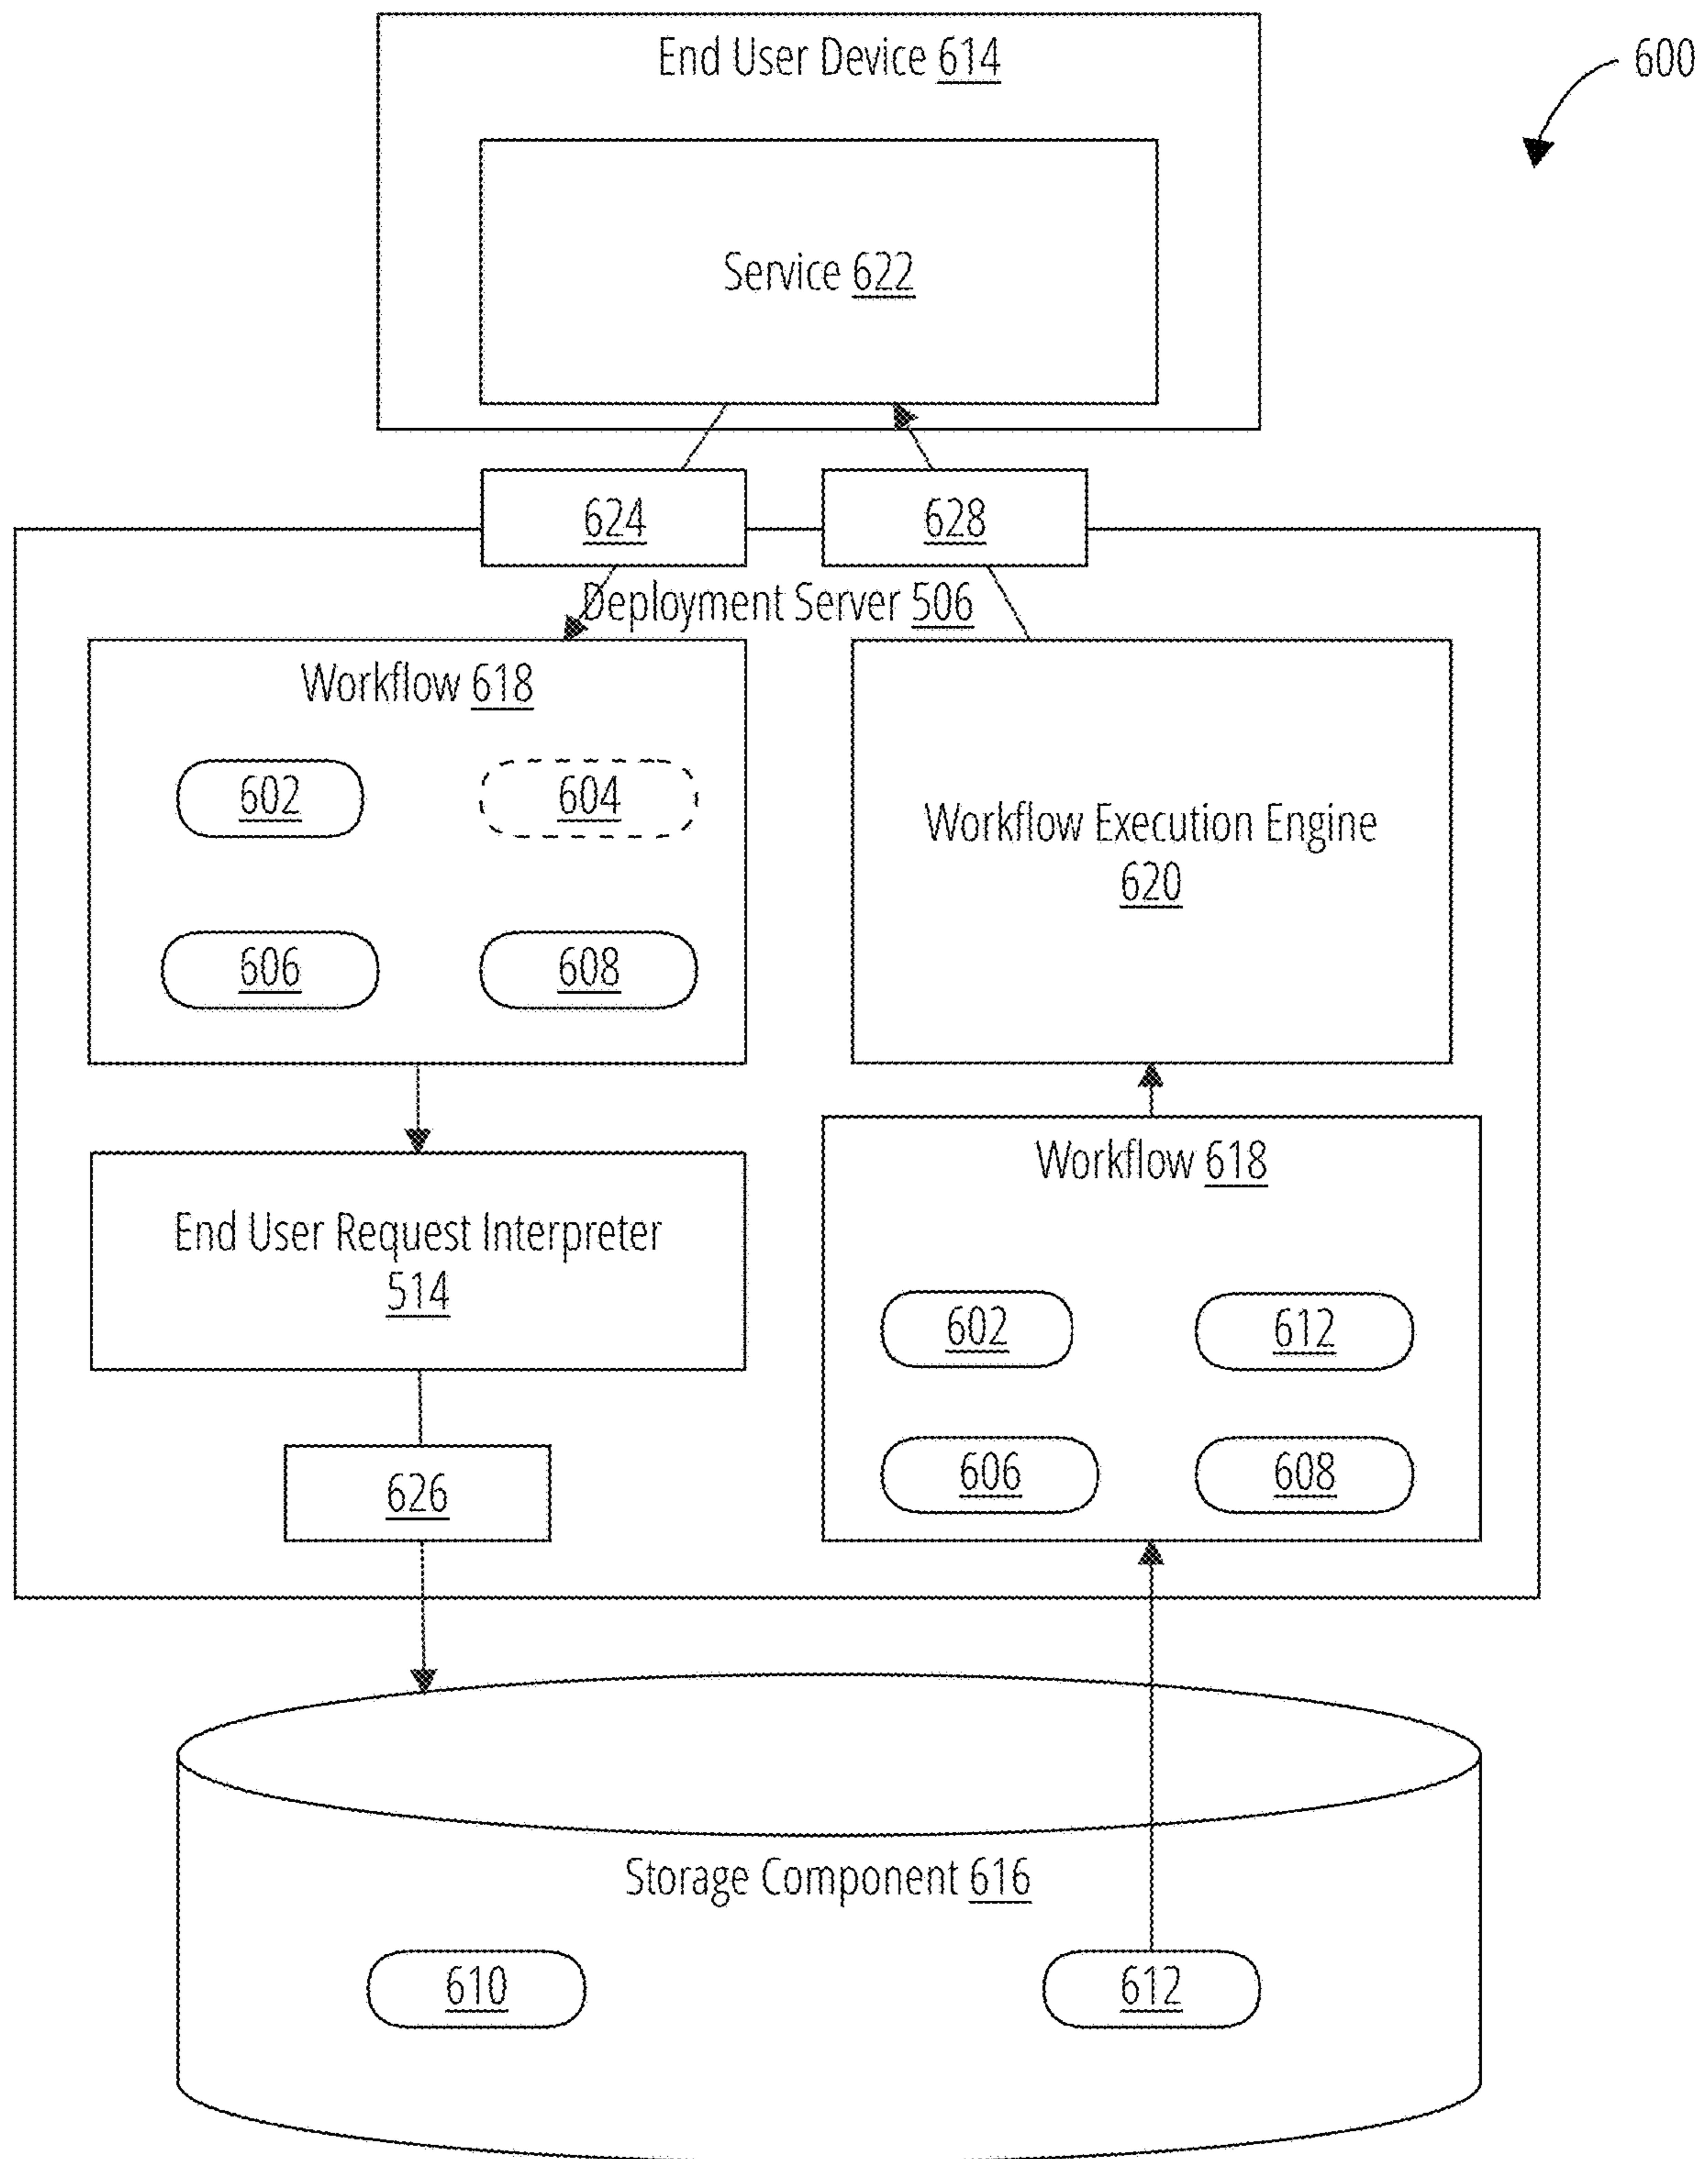 End User Device 614
600
Service 622
624
628
Deployment Server 506
Workflow 618
602
604
606
608
Workflow Execution Engine
620
End User Request Interpreter
514
626
Workflow 618
602
612
606
608
Storage Component 616
610
612